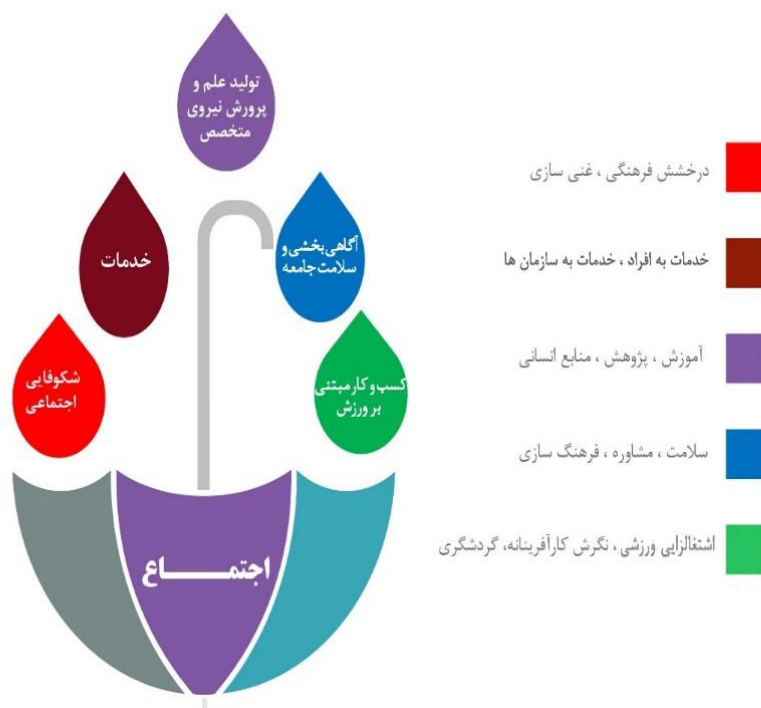 تولید علم و
پرورش نیروی
متخصص
خدمات
آگاهی بخشی و
سلامت جامعه
شکوفایی
اجتماعی
کسب و کار مبتنی
بر ورزش
اجتمـــــاع
درخشش فرهنگی ، غنی سازی
خدمات به افراد ، خدمات به سازمان ها
آموزش ، پژوهش ، منابع انسانی
سلامت ، مشاوره ، فرهنگ سازی
اشتغالزایی ورزشی ، نگرش کارآفرینانه، گردشگری